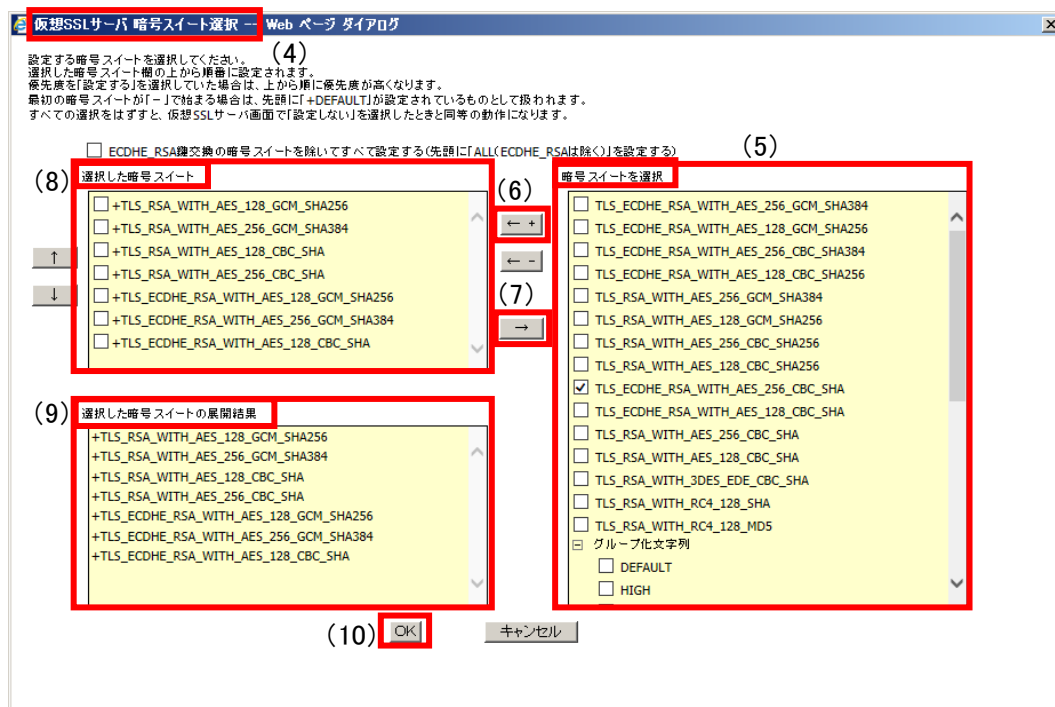 仮想SSLサーバ 暗号スイート選択 -- Web ページ ダイアログ
(4)
設定する暗号スイートを選択してください。
選択した暗号スイート欄の上から順番に設定されます。
優先度を「設定する」を選択していた場合は、上から順に優先度が高くなります。
最初の暗号スイートが「-」で始まる場合は、先頭に「+DEFAULT」が設定されているものとして扱われます。
すべての選択をはずすと、仮想SSLサーバ画面で「設定しない」を選択したときと同等の動作になります。
ECDHE_RSA鍵交換の暗号スイートを除いてすべて設定する(先頭に「ALL(ECDHE_RSAは除く)」を設定する)
(8)
選択した暗号スイート
+TLS_RSA_WITH_AES_128_GCM_SHA256
+TLS_RSA_WITH_AES_256_GCM_SHA384
+TLS_RSA_WITH_AES_128_CBC_SHA
+TLS_RSA_WITH_AES_256_CBC_SHA
+TLS_ECDHE_RSA_WITH_AES_128_GCM_SHA256
+TLS_ECDHE_RSA_WITH_AES_256_GCM_SHA384
+TLS_ECDHE_RSA_WITH_AES_128_CBC_SHA
↑
↓
(6)
← +
← -
(7)
→
(5)
暗号スイートを選択
TLS_ECDHE_RSA_WITH_AES_256_GCM_SHA384
TLS_ECDHE_RSA_WITH_AES_128_GCM_SHA256
TLS_ECDHE_RSA_WITH_AES_256_CBC_SHA384
TLS_ECDHE_RSA_WITH_AES_128_CBC_SHA256
TLS_RSA_WITH_AES_256_GCM_SHA384
TLS_RSA_WITH_AES_128_GCM_SHA256
TLS_RSA_WITH_AES_256_CBC_SHA256
TLS_RSA_WITH_AES_128_CBC_SHA256
TLS_ECDHE_RSA_WITH_AES_256_CBC_SHA
TLS_ECDHE_RSA_WITH_AES_128_CBC_SHA
TLS_RSA_WITH_AES_256_CBC_SHA
TLS_RSA_WITH_AES_128_CBC_SHA
TLS_RSA_WITH_3DES_EDE_CBC_SHA
TLS_RSA_WITH_RC4_128_SHA
TLS_RSA_WITH_RC4_128_MD5
グループ化文字列
DEFAULT
HIGH
(9)
選択した暗号スイートの展開結果
+TLS_RSA_WITH_AES_128_GCM_SHA256
+TLS_RSA_WITH_AES_256_GCM_SHA384
+TLS_RSA_WITH_AES_128_CBC_SHA
+TLS_RSA_WITH_AES_256_CBC_SHA
+TLS_ECDHE_RSA_WITH_AES_128_GCM_SHA256
+TLS_ECDHE_RSA_WITH_AES_256_GCM_SHA384
+TLS_ECDHE_RSA_WITH_AES_128_CBC_SHA
(10)
OK
キャンセル